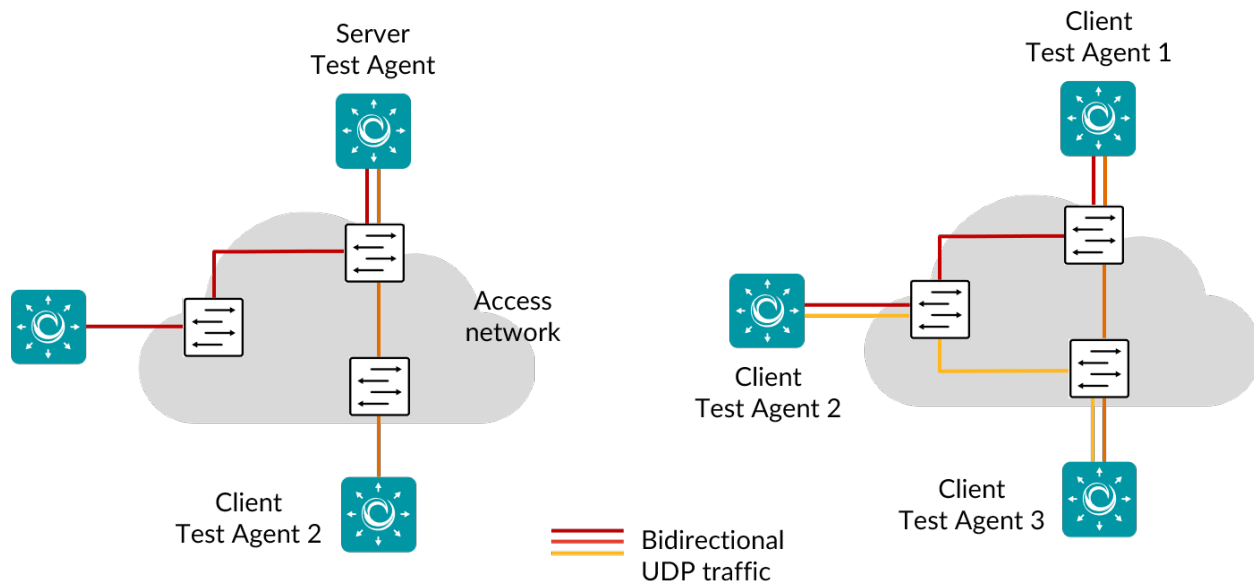 Server
Test Agent
Access
network
Client
Test Agent 2
Client
Test Agent 1
Client
Test Agent 2
Client
Test Agent 3
Bidirectional
UDP traffic